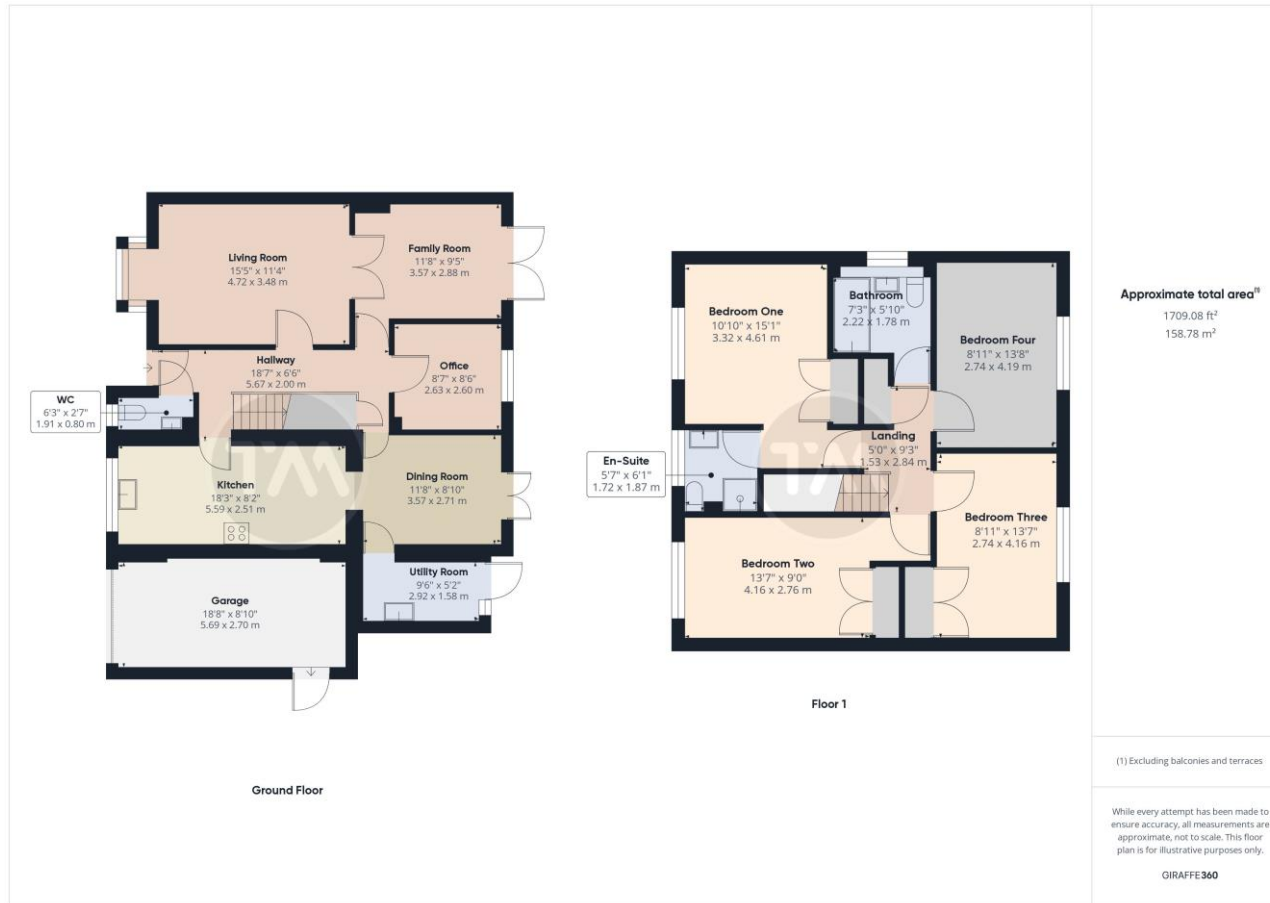 Living Room
15'5" x 11'4"
4.72 x 3.48 m
Family Room
11'8" x 9'5"
3.57 x 2.88 m
Hallway
18'7" x 6'6"
5.67 x 2.00 m
Office
8'7" x 8'6"
2.63 x 2.60 m
WC
6'3" x 2'7"
1.91 x 0.80 m
Kitchen
18'3" x 8'2"
5.59 x 2.51 m
Dining Room
11'8" x 8'10"
3.57 x 2.71 m
Utility Room
9'6" x 5'2"
2.92 x 1.58 m
Garage
18'8" x 8'10"
5.69 x 2.70 m
TM
Ground Floor
Bedroom One
10'10" x 15'1"
3.32 x 4.61 m
Bathroom
7'3" x 5'10"
2.22 x 1.78 m
Bedroom Four
8'11" x 13'8"
2.74 x 4.19 m
Landing
5'0" x 9'3"
1.53 x 2.84 m
En-Suite
5'7" x 6'1"
1.72 x 1.87 m
Bedroom Three
8'11" x 13'7"
2.74 x 4.16 m
Bedroom Two
13'7" x 9'0"
4.16 x 2.76 m
TM
Floor 1
Approximate total area(1)
1709.08 ft²
158.78 m²
(1) Excluding balconies and terraces
While every attempt has been made to
ensure accuracy, all measurements are
approximate, not to scale. This floor
plan is for illustrative purposes only.
GIRAFFE360